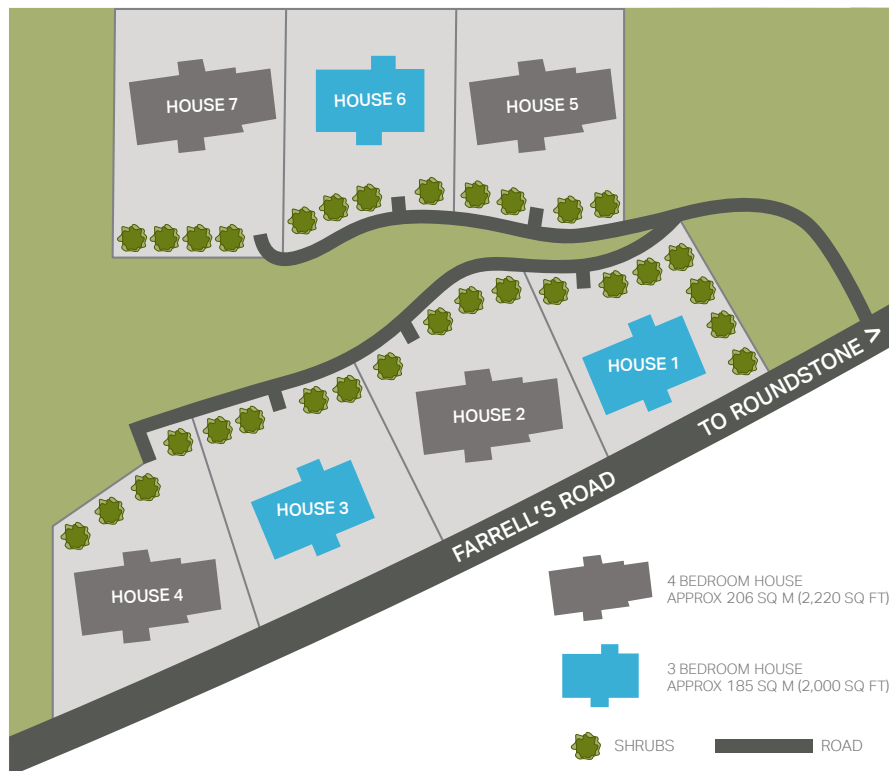 HOUSE 7
HOUSE 6
HOUSE 5
HOUSE 1
HOUSE 2
HOUSE 3
HOUSE 4
TO ROUNDSTONE >
FARRELL'S ROAD
4 BEDROOM HOUSE
APPROX 206 SQ M (2,220 SQ FT)
3 BEDROOM HOUSE
APPROX 185 SQ M (2,000 SQ FT)
SHRUBS
ROAD